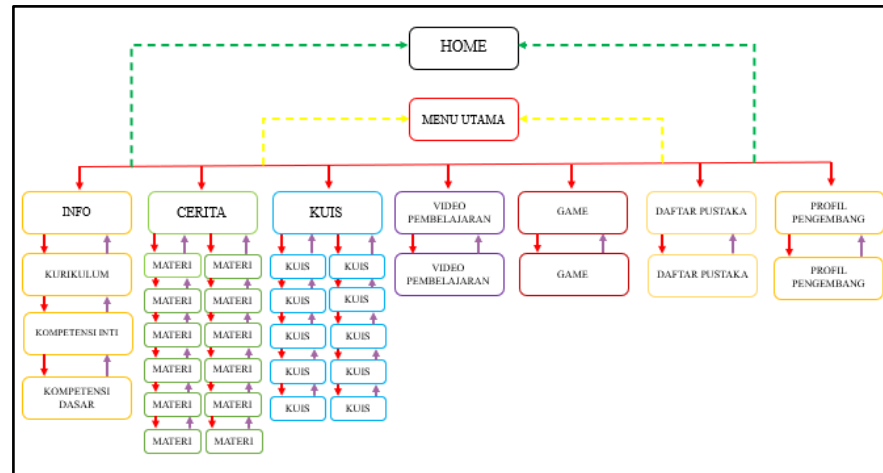 HOME
MENU UTAMA
INFO
CERITA
KUIS
VIDEO
PEMBELAJARAN
GAME
DAFTAR PUSTAKA
PROFIL
PENGEMBANG
KURIKULUM
MATERI
MATERI
KUIS
KUIS
VIDEO
PEMBELAJARAN
GAME
DAFTAR PUSTAKA
PROFIL
PENGEMBANG
MATERI
MATERI
KUIS
KUIS
KOMPETENSI INTI
MATERI
MATERI
KUIS
KUIS
MATERI
MATERI
KUIS
KUIS
KOMPETENSI
DASAR
MATERI
MATERI
KUIS
KUIS
MATERI
MATERI